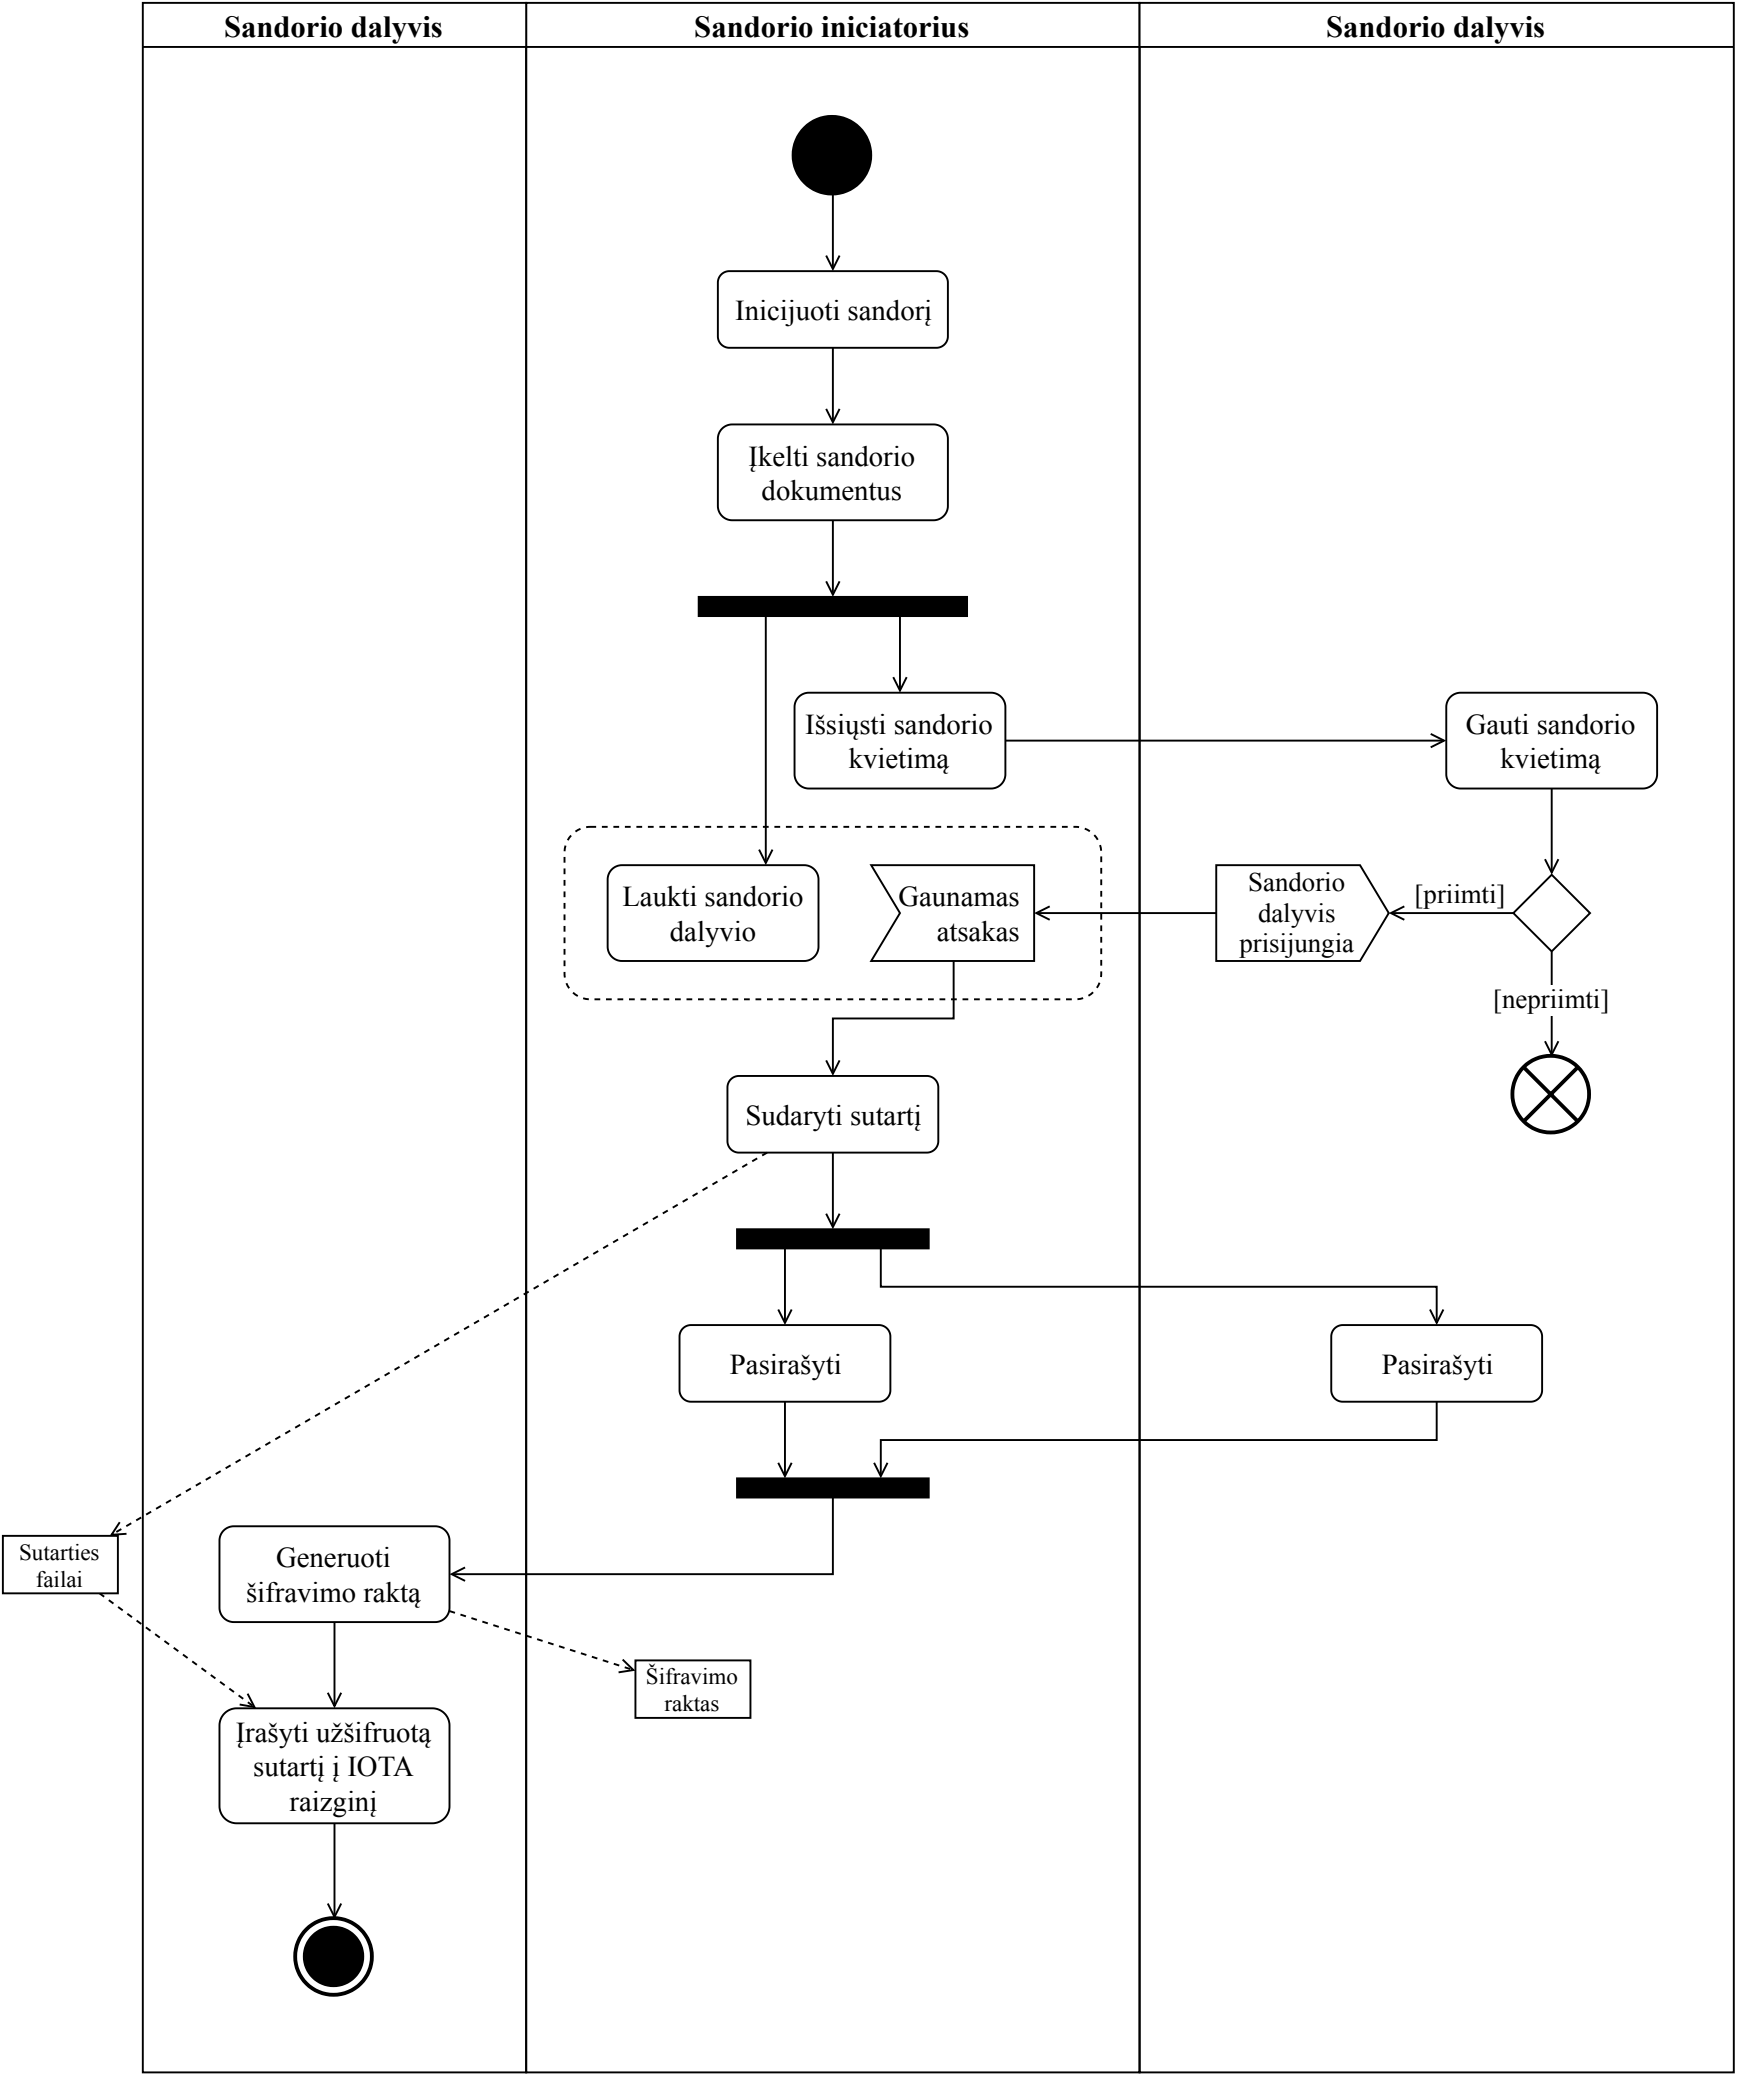 Sandorio dalyvis
Sandorio iniciatorius
Sandorio dalyvis
Inicijuoti sandorį
Įkelti sandorio
dokumentus
Išsiųsti sandorio
kvietimą
Gauti sandorio
kvietimą
Laukti sandorio
dalyvio
Gaunamas
atsakas
Sandorio
dalyvis
prisijungia
[priimti]
[nepriimti]
Sudaryti sutartį
Pasirašyti
Pasirašyti
Sutarties
failai
Generuoti
šifravimo raktą
Šifravimo
raktas
Įrašyti užšifruotą
sutartį į IOTA
raizginį